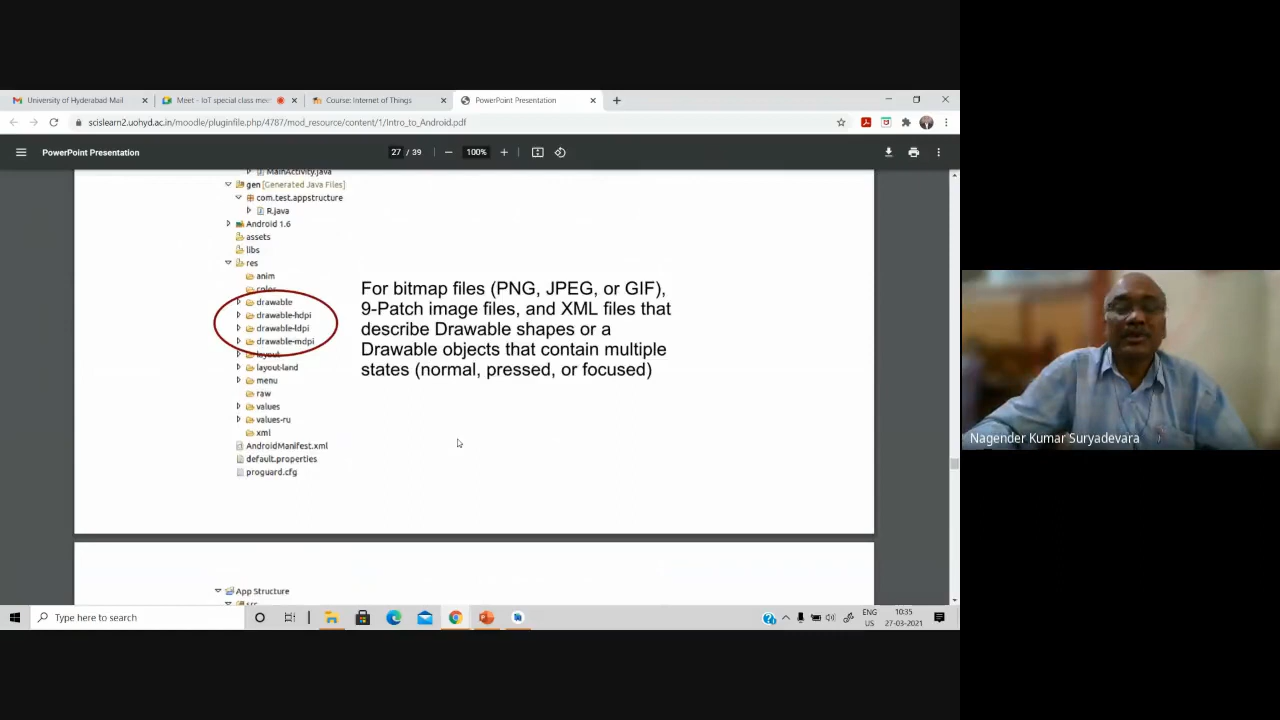 University of Hyderabad Mail
Meet - IoT special class mee
Course: Internet of Things
PowerPoint Presentation
scislearn2.uohyd.ac.in/moodle/pluginfile.php/4787/mod_resource/content/1/Intro_to_Android.pdf
PowerPoint Presentation
27 / 39
100%
MainActivity.java
gen [Generated Java Files]
com.test.appstructure
R.java
Android 1.6
assets
libs
res
anim
color
drawable
drawable-hdpi
drawable-ldpi
drawable-mdpi
layout
layout-land
menu
raw
values
values-ru
xml
AndroidManifest.xml
default.properties
proguard.cfg
For bitmap files (PNG, JPEG, or GIF),
9-Patch image files, and XML files that
describe Drawable shapes or a
Drawable objects that contain multiple
states (normal, pressed, or focused)
App Structure
Nagender Kumar Suryadevara
Type here to search
ENG
US
10:35
27-03-2021